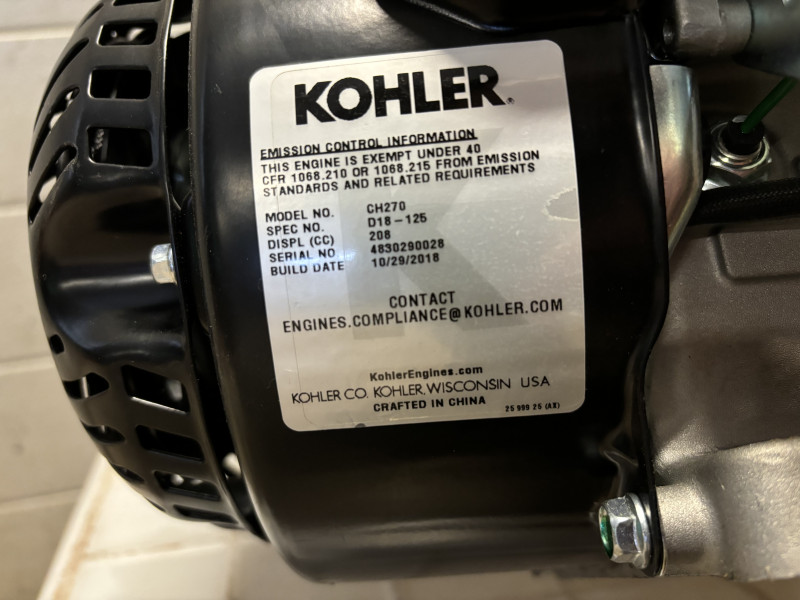 KOHLER.
EMISSION CONTROL INFORMATION
THIS ENGINE IS EXEMPT UNDER 40
CFR 1068.210 OR 1068.215 FROM EMISSION
STANDARDS AND RELATED REQUIREMENTS
MODEL NO. CH270
SPEC NO. D18-125
DISPL (CC) 208
SERIAL NO. 4830290028
BUILD DATE 10/29/2018
CONTACT
ENGINES.COMPLIANCE@KOHLER.COM
KohlerEngines.com
KOHLER CO. KOHLER, WISCONSIN USA
CRAFTED IN CHINA
25 999 25 (AX)